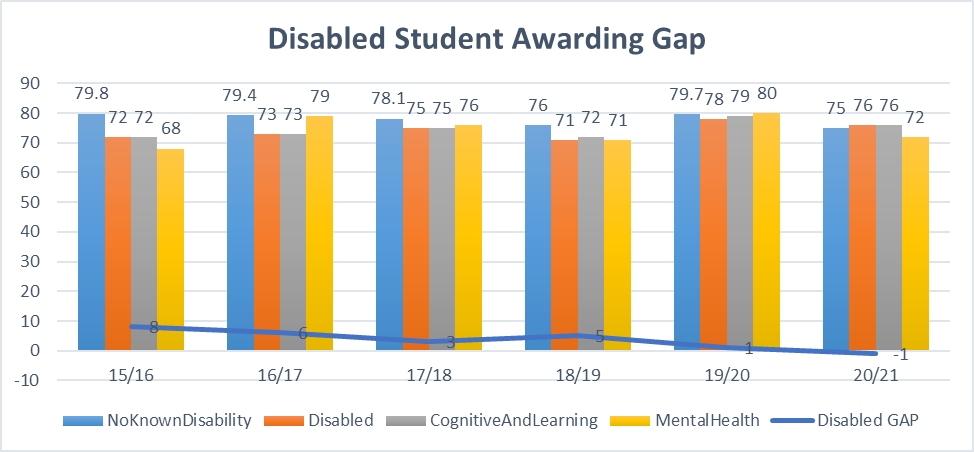 Disabled Student Awarding Gap
90
80
70
60
50
40
30
20
10
0
-10
79.8 72 72 68
79.4 73 73 79
78.1 75 75 76
76 71 72 71
79.7 78 79 80
75 76 76 72
8 6 3 5 1 -1
15/16 16/17 17/18 18/19 19/20 20/21
NoKnownDisability Disabled CognitiveAndLearning MentalHealth Disabled GAP